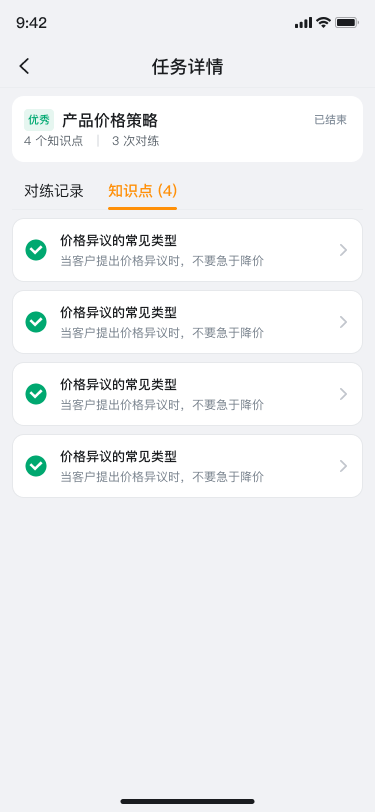 9:42
任务详情
优秀 产品价格策略 已结束
4 个知识点 | 3 次对练
对练记录 知识点 (4)
价格异议的常见类型
当客户提出价格异议时，不要急于降价
价格异议的常见类型
当客户提出价格异议时，不要急于降价
价格异议的常见类型
当客户提出价格异议时，不要急于降价
价格异议的常见类型
当客户提出价格异议时，不要急于降价